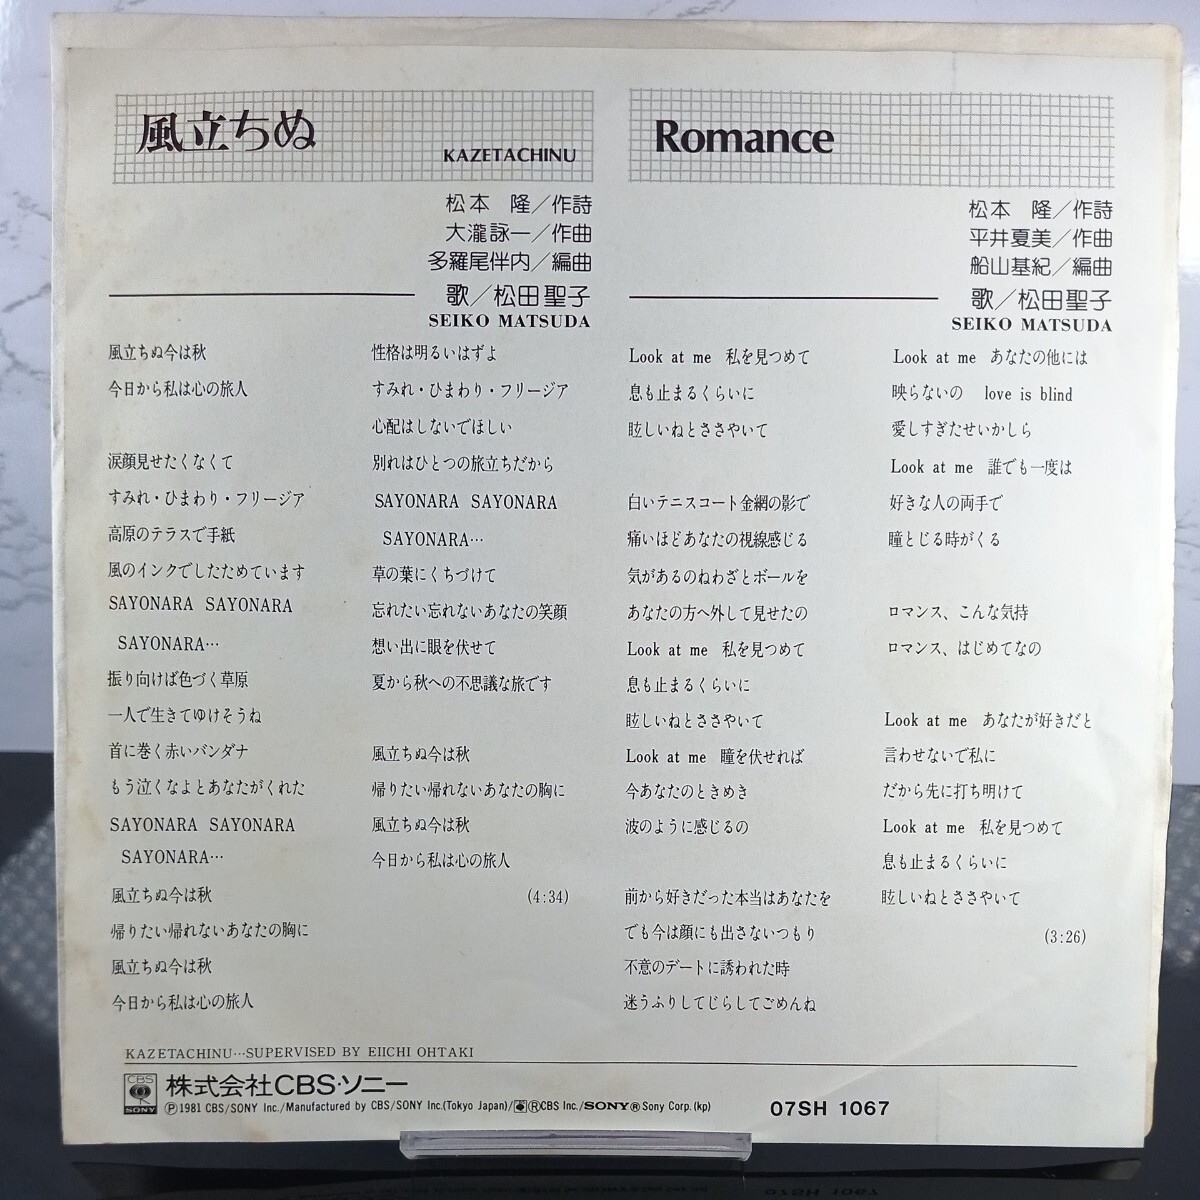 風立ちぬ
KAZETACHINU
松本 隆／作詩
大瀧詠一／作曲
多羅尾伴内／編曲
歌／松田聖子
SEIKO MATSUDA
風立ちぬ今は秋
今日から私は心の旅人
涙顔見せたくなくて
すみれ・ひまわり・フリージア
高原のテラスで手紙
風のインクでしたためています
SAYONARA SAYONARA
SAYONARA…
振り向けば色づく草原
一人で生きてゆけそうね
首に巻く赤いバンダナ
もう泣くなよとあなたがくれた
SAYONARA SAYONARA
SAYONARA…
風立ちぬ今は秋
帰りたい帰れないあなたの胸に
風立ちぬ今は秋
今日から私は心の旅人
性格は明るいはずよ
すみれ・ひまわり・フリージア
心配はしないでほしい
別れはひとつの旅立ちだから
SAYONARA SAYONARA
SAYONARA…
草の葉にくちづけて
忘れたい忘れないあなたの笑顔
想い出に眼を伏せて
夏から秋への不思議な旅です
風立ちぬ今は秋
帰りたい帰れないあなたの胸に
風立ちぬ今は秋
今日から私は心の旅人
(4:34)
Romance
松本 隆／作詩
平井夏美／作曲
船山基紀／編曲
歌／松田聖子
SEIKO MATSUDA
Look at me 私を見つめて
息も止まるくらいに
眩しいねとささやいて
白いテニスコート金網の影で
痛いほどあなたの視線感じる
気があるのねわざとボールを
あなたの方へ外して見せたの
Look at me 私を見つめて
息も止まるくらいに
眩しいねとささやいて
Look at me 瞳を伏せれば
今あなたのときめき
波のように感じるの
前から好きだった本当はあなたを
でも今は顔にも出さないつもり
不意のデートに誘われた時
迷うふりしてじらしてごめんね
Look at me あなたの他には
映らないの love is blind
愛しすぎたせいかしら
Look at me 誰でも一度は
好きな人の両手で
瞳とじる時がくる
ロマンス、こんな気持
ロマンス、はじめてなの
Look at me あなたが好きだと
言わせないで私に
だから先に打ち明けて
Look at me 私を見つめて
息も止まるくらいに
眩しいねとささやいて
(3:26)
KAZETACHINU…SUPERVISED BY EIICHI OHTAKI
CBS
SONY
株式会社CBS・ソニー
Ⓟ1981 CBS/SONY Inc./Manufactured by CBS/SONY Inc.(Tokyo Japan)/ⓇCBS Inc./SONYⓇSony Corp.(kp)
07SH 1067
07SH 1067